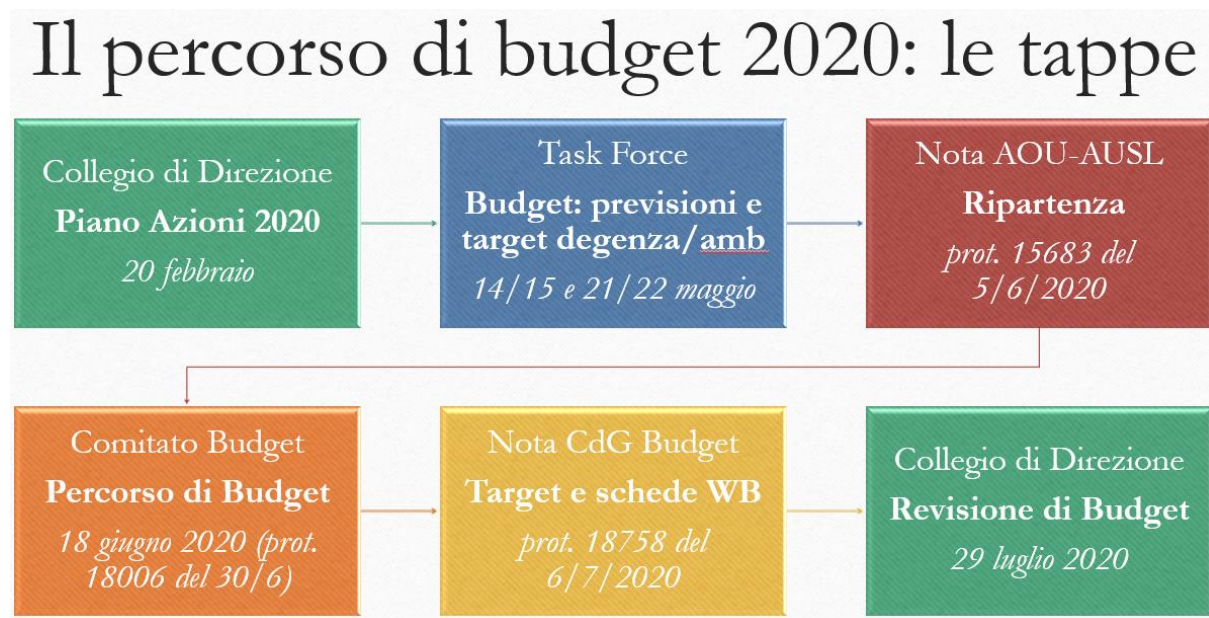 Il percorso di budget 2020: le tappe
Collegio di Direzione
Piano Azioni 2020
20 febbraio
Task Force
Budget: previsioni e
target degenza/amb
14/15 e 21/22 maggio
Nota AOU-AUSL
Ripartenza
prot. 15683 del
5/6/2020
Comitato Budget
Percorso di Budget
18 giugno 2020 (prot.
18006 del 30/6)
Nota CdG Budget
Target e schede WB
prot. 18758 del
6/7/2020
Collegio di Direzione
Revisione di Budget
29 luglio 2020